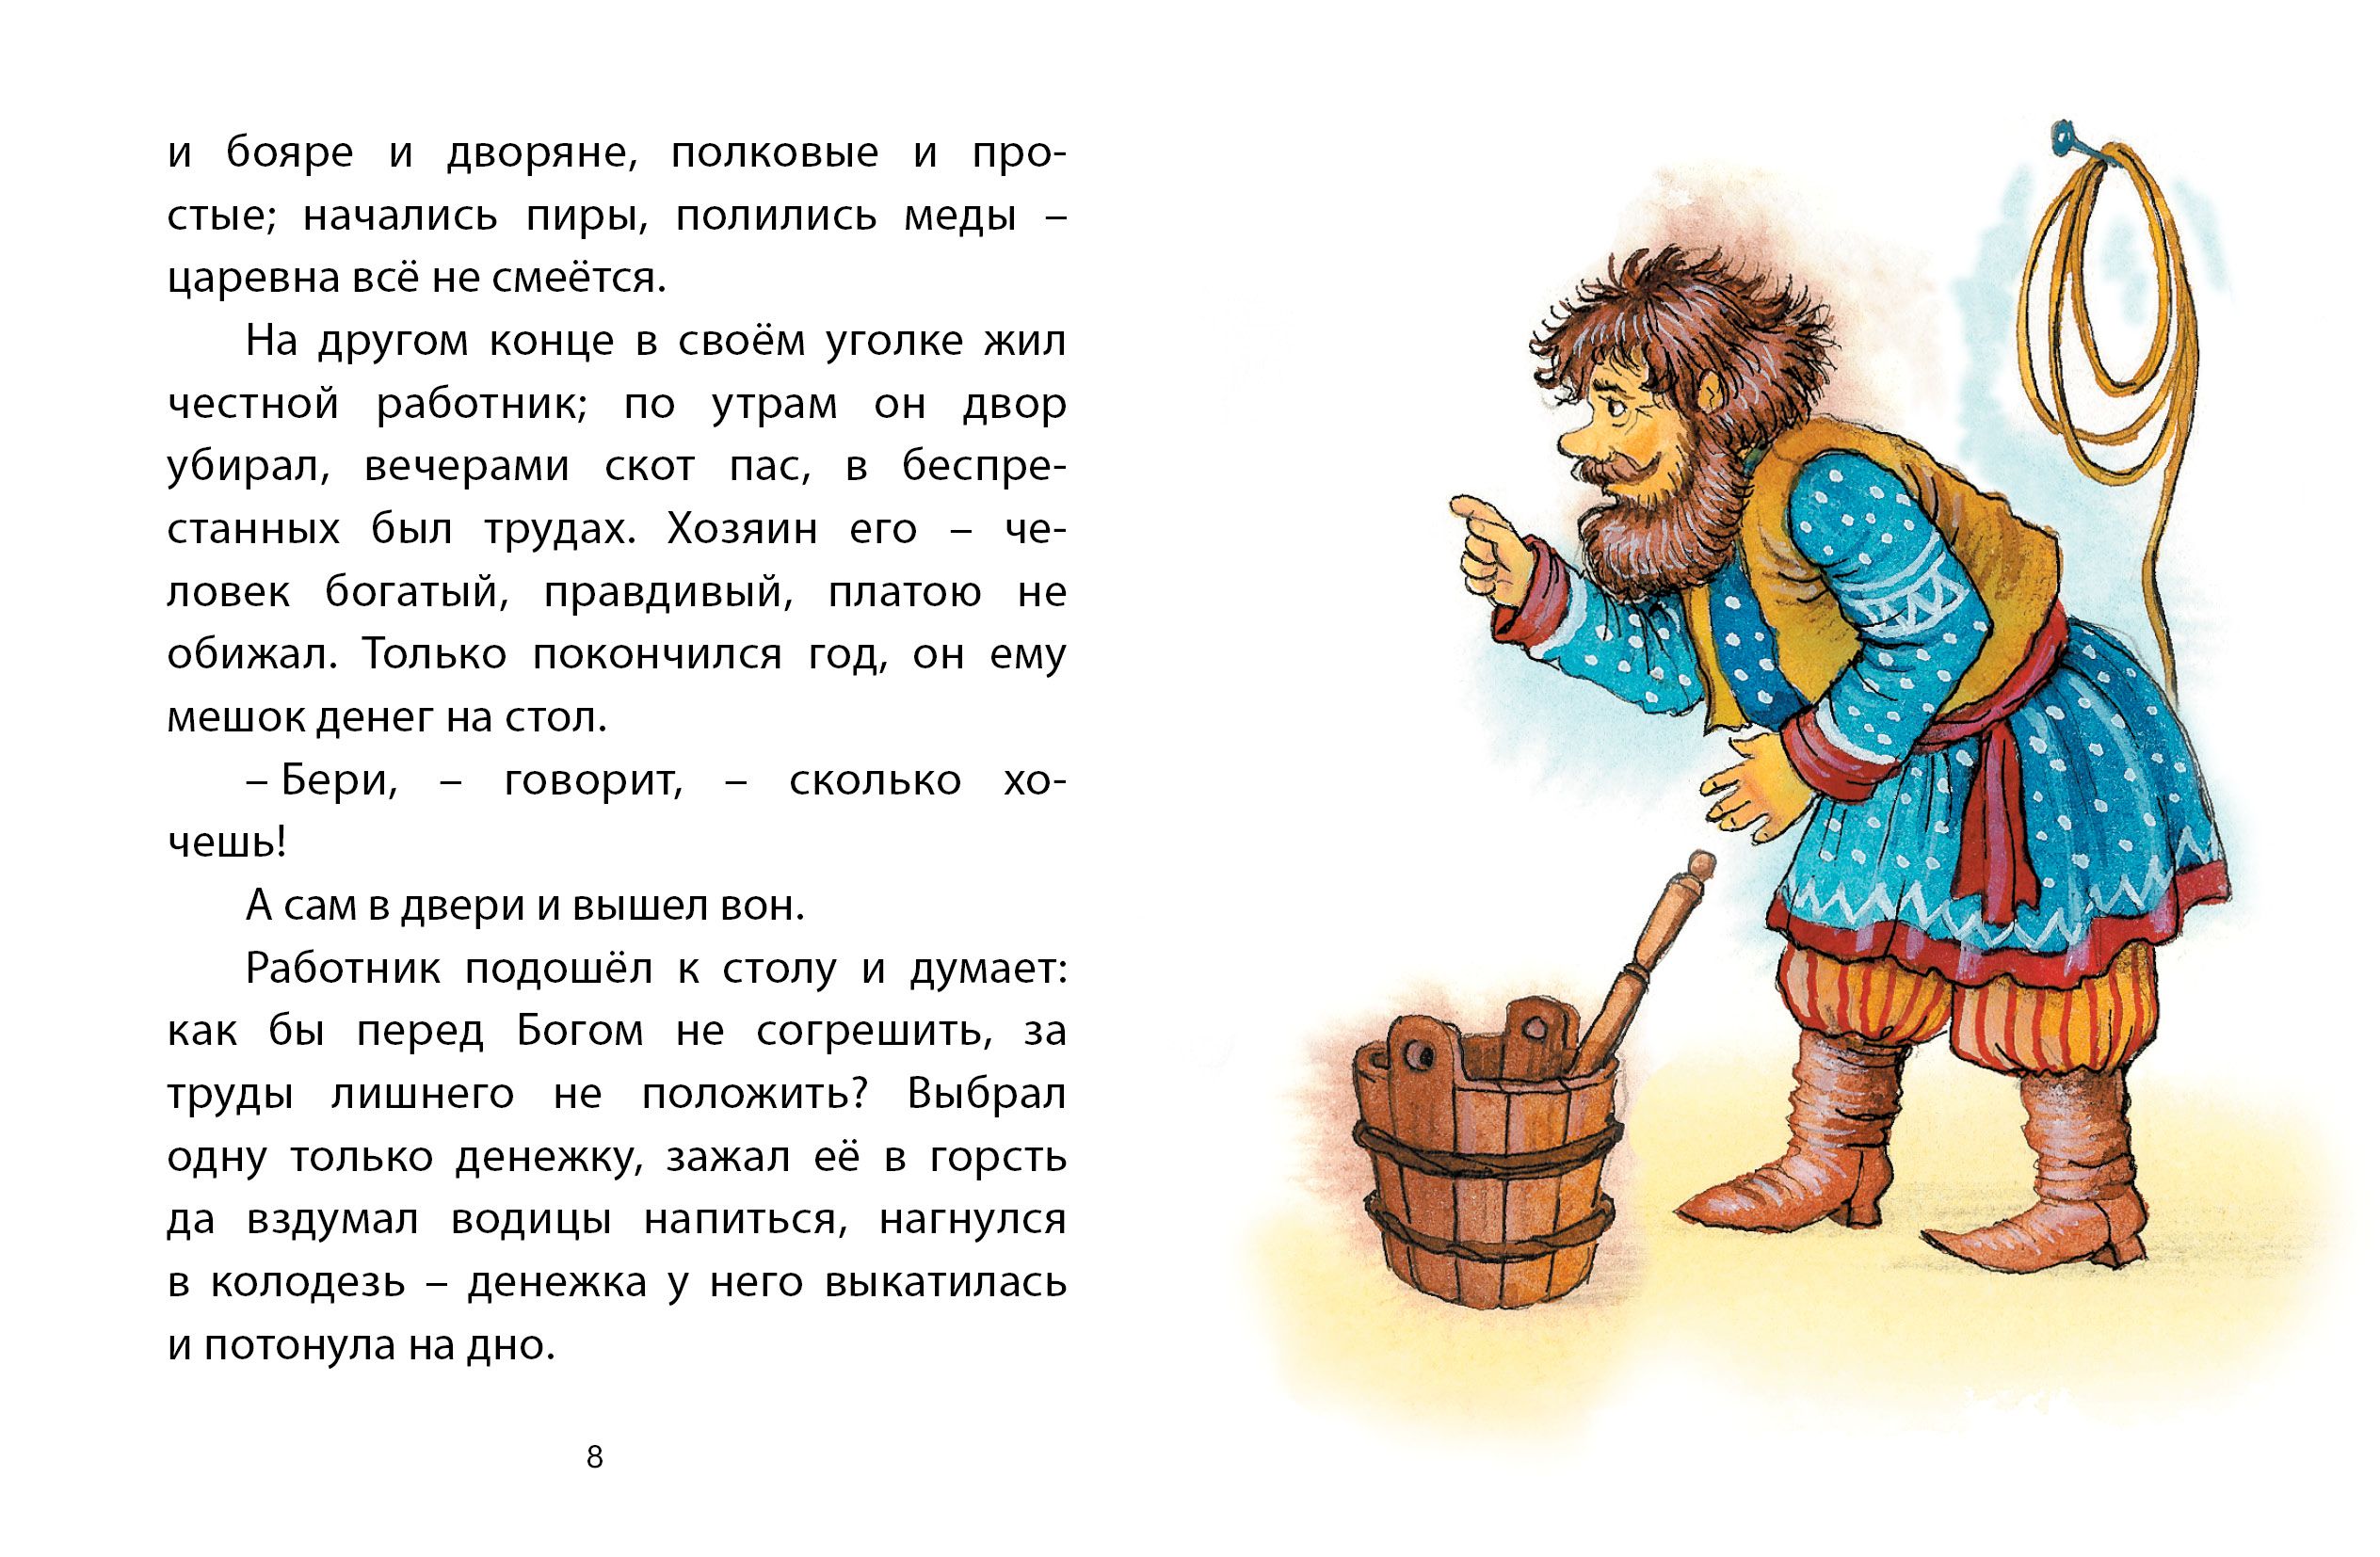 и бояре и дворяне, полковые и про-
стые; начались пиры, полились меды –
царевна всё не смеётся.
На другом конце в своём уголке жил
честной работник; по утрам он двор
убирал, вечерами скот пас, в беспре-
станных был трудах. Хозяин его – че-
ловек богатый, правдивый, платою не
обижал. Только покончился год, он ему
мешок денег на стол.
– Бери, – говорит, – сколько хо-
чешь!
А сам в двери и вышел вон.
Работник подошёл к столу и думает:
как бы перед Богом не согрешить, за
труды лишнего не положить? Выбрал
одну только денежку, зажал её в горсть
да вздумал водицы напиться, нагнулся
в колодезь – денежка у него выкатилась
и потонула на дно.
8